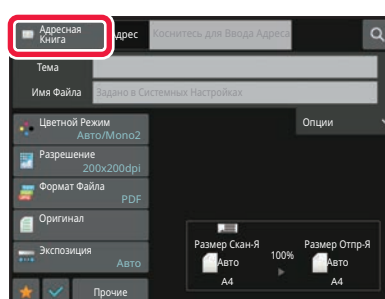 Адресная
Книга
Адрес
Коснитесь для Ввода Адреса
Тема
Имя Файла
Задано в Системных Настройках
Цветной Режим
Авто/Mono2
Опции
Разрешение
200x200dpi
Формат Файла
PDF
Оригинал
Экспозиция
Авто
Прочие
Размер Скан-Я
100%
Размер Отпр-Я
Авто
Авто
A4
A4